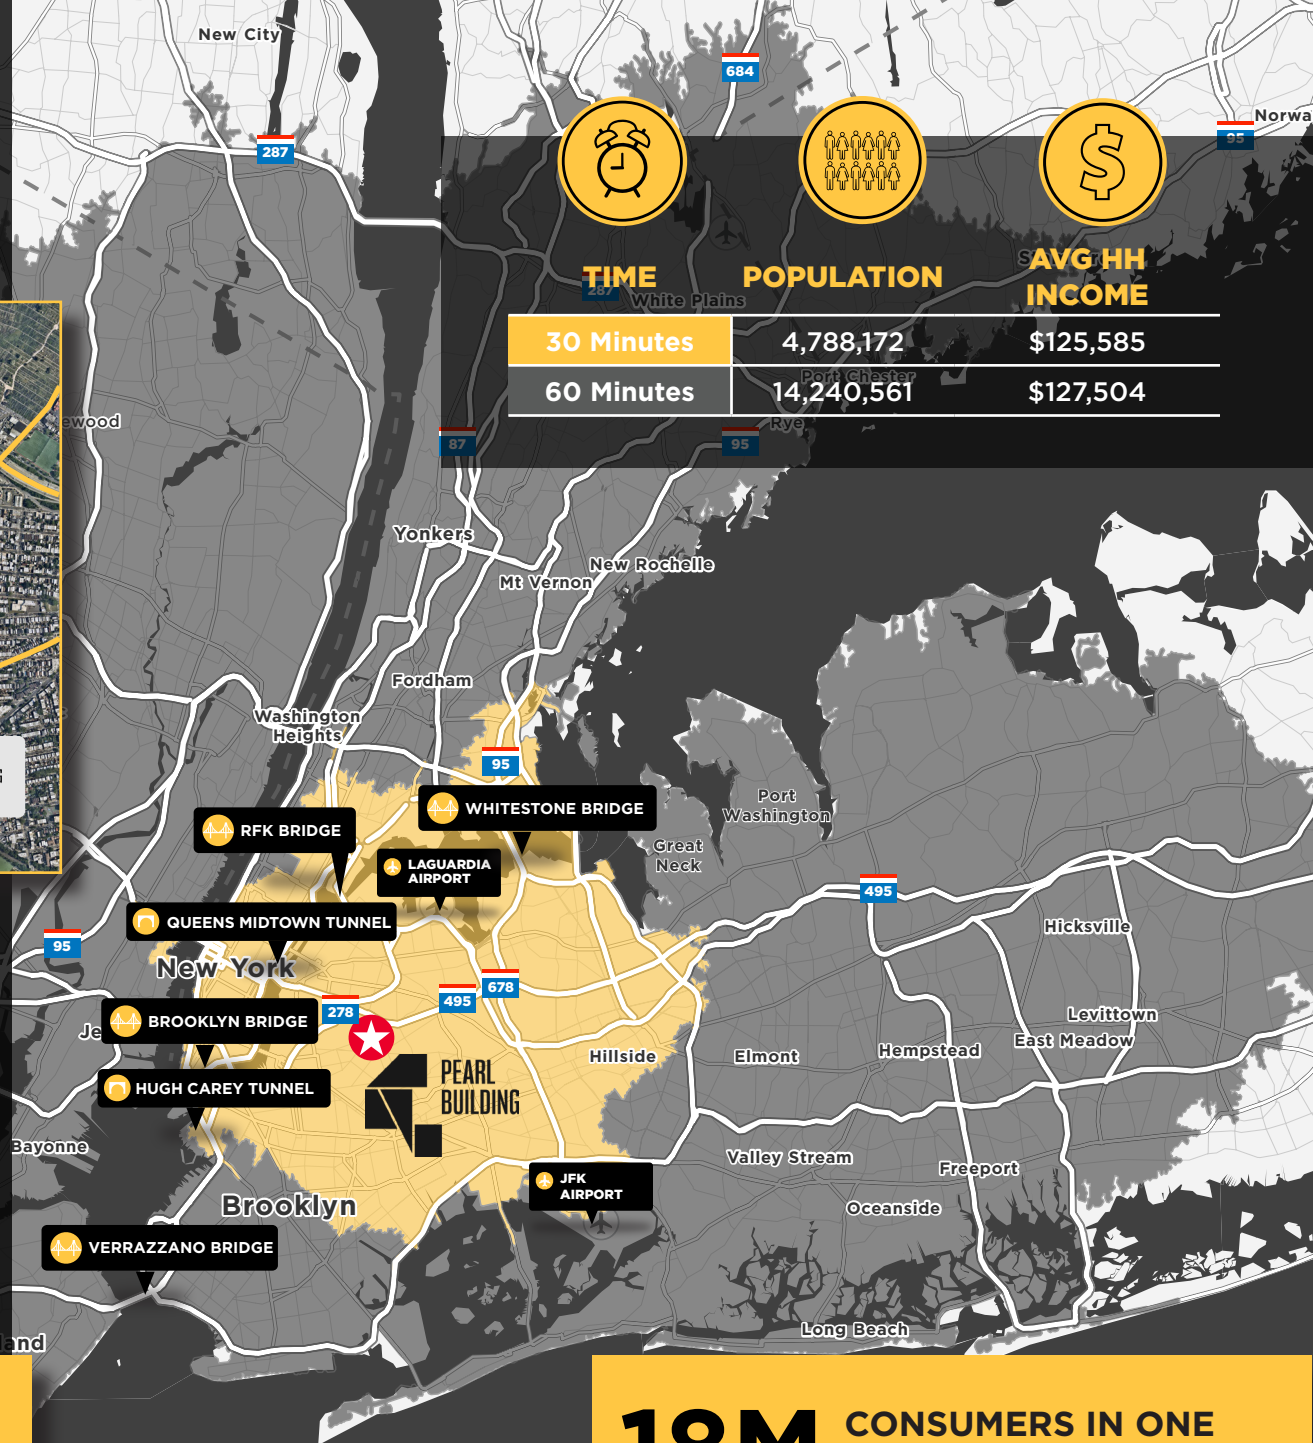 New City
684
287
Norwa
95
TIME
POPULATION
AVG HH
INCOME
287
White Plains
30 Minutes
4,788,172
$125,585
Port Chester
60 Minutes
14,240,561
$127,504
ewood
87
95
Rye
Yonkers
New Rochelle
Mt Vernon
Fordham
Washington
Heights
95
Port
Washington
WHITESTONE BRIDGE
RFK BRIDGE
Great
Neck
LAGUARDIA
AIRPORT
495
QUEENS MIDTOWN TUNNEL
Hicksville
95
New York
678
495
278
Levittown
BROOKLYN BRIDGE
Je
East Meadow
Hempstead
Elmont
Hillside
PEARL
BUILDING
HUGH CAREY TUNNEL
Bayonne
Valley Stream
Freeport
JFK
AIRPORT
Brooklyn
Oceanside
VERRAZZANO BRIDGE
Long Beach
land
18M
CONSUMERS IN ONE